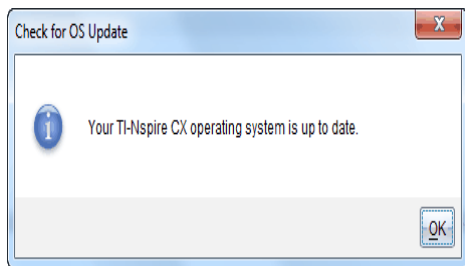 Check for OS Update
X
Your TI-Nspire CX operating system is up to date.
OK